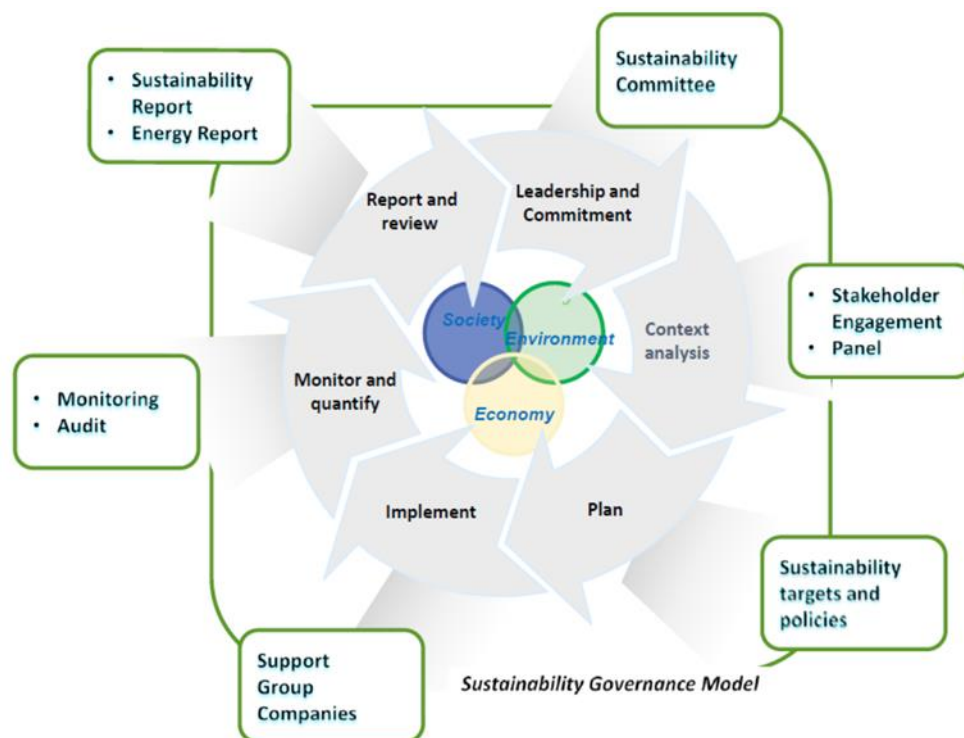 • Sustainability
Report
• Energy Report
Sustainability
Committee
Report and
review
Leadership and
Commitment
Society
Environment
Economy
Context
analysis
• Stakeholder
Engagement
• Panel
Monitor and
quantify
• Monitoring
• Audit
Implement
Plan
Sustainability
targets and
policies
Support
Group
Companies
Sustainability Governance Model